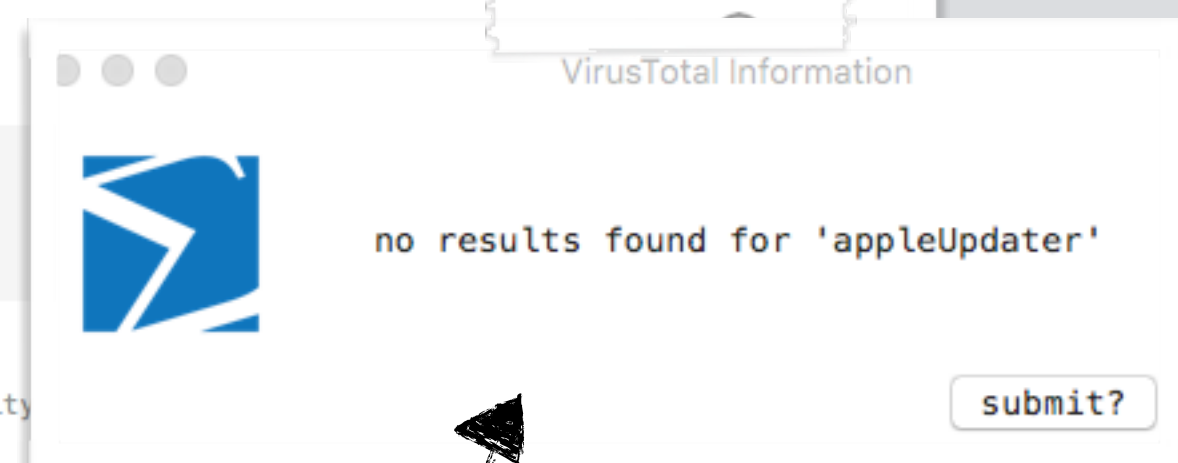 VirusTotal Information
no results found for 'appleUpdater'
submit?